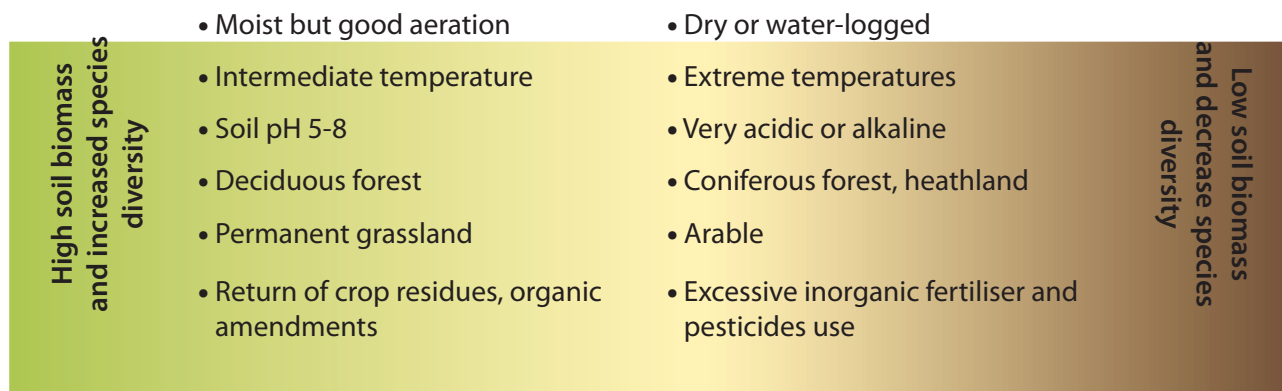 High soil biomass
and increased species
diversity
• Moist but good aeration
• Intermediate temperature
• Soil pH 5-8
• Deciduous forest
• Permanent grassland
• Return of crop residues, organic
amendments
• Dry or water-logged
• Extreme temperatures
• Very acidic or alkaline
• Coniferous forest, heathland
• Arable
• Excessive inorganic fertiliser and
pesticides use
Low soil biomass
and decrease species
diversity